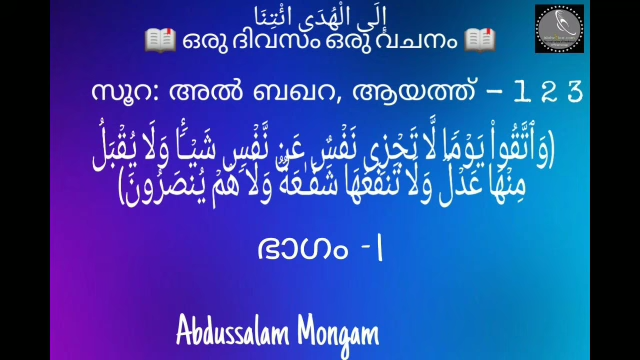 إِلَى الْهُدَى ائْتِنَا
📖 ഒരു ദിവസം ഒരു വചനം 📖
സൂറ: അൽ ബഖറ, ആയത്ത് – 1 2 3
(وَٱتَّقُوا۟ يَوْمًا لَّا تَجْزِى نَفْسٌ عَن نَّفْسٍ شَيْـًٔا وَلَا يُقْبَلُ
مِنْهَا عَدْلٌ وَلَا تَنفَعُهَا شَفَـٰعَةٌ وَلَا هُمْ يُنصَرُونَ)
ഭാഗം -1
Abdussalam Mongam